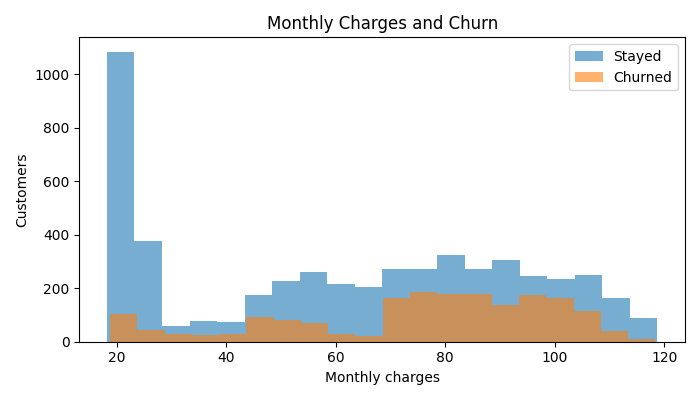 Monthly Charges and Churn
Stayed
Churned
1000
800
600
400
200
0
Customers
20 40 60 80 100 120
Monthly charges